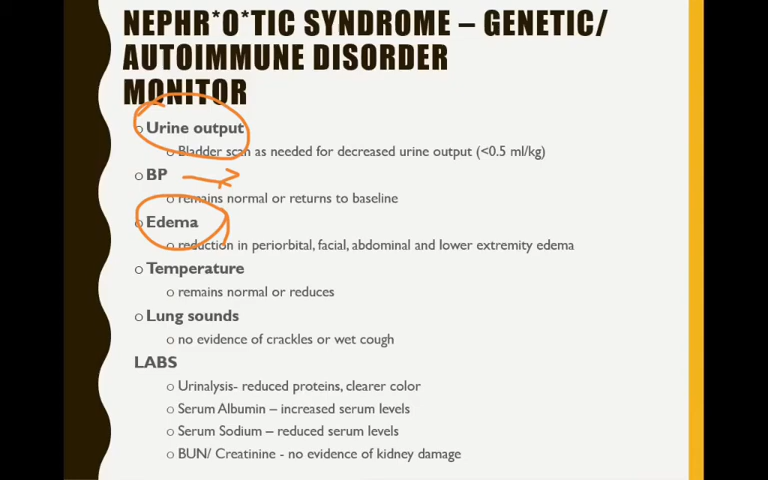 NEPHR*O*TIC SYNDROME – GENETIC/
AUTOIMMUNE DISORDER
MONITOR
Urine output
Bladder scan as needed for decreased urine output (<0.5 ml/kg)
BP
remains normal or returns to baseline
Edema
reduction in periorbital, facial, abdominal and lower extremity edema
Temperature
remains normal or reduces
Lung sounds
no evidence of crackles or wet cough
LABS
Urinalysis- reduced proteins, clearer color
Serum Albumin – increased serum levels
Serum Sodium – reduced serum levels
BUN/ Creatinine - no evidence of kidney damage